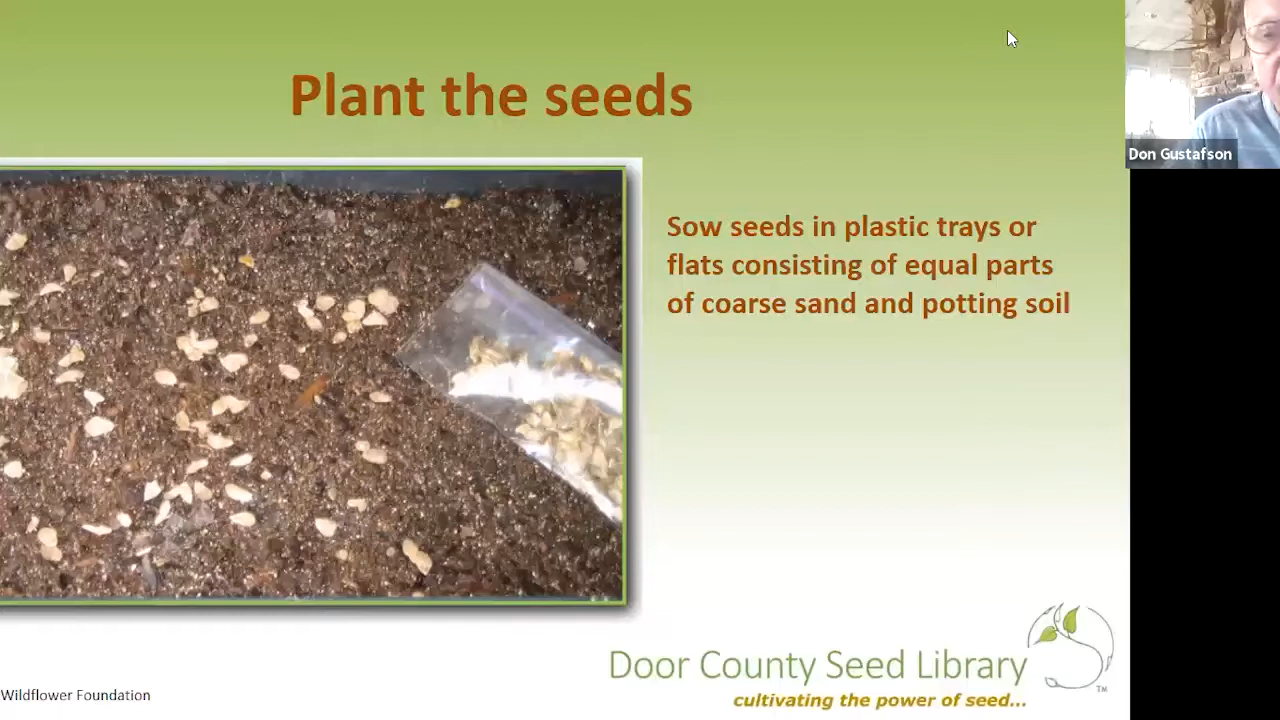 Plant the seeds
Don Gustafson
Sow seeds in plastic trays or
flats consisting of equal parts
of coarse sand and potting soil
Door County Seed Library
TM
cultivating the power of seed...
Wildflower Foundation